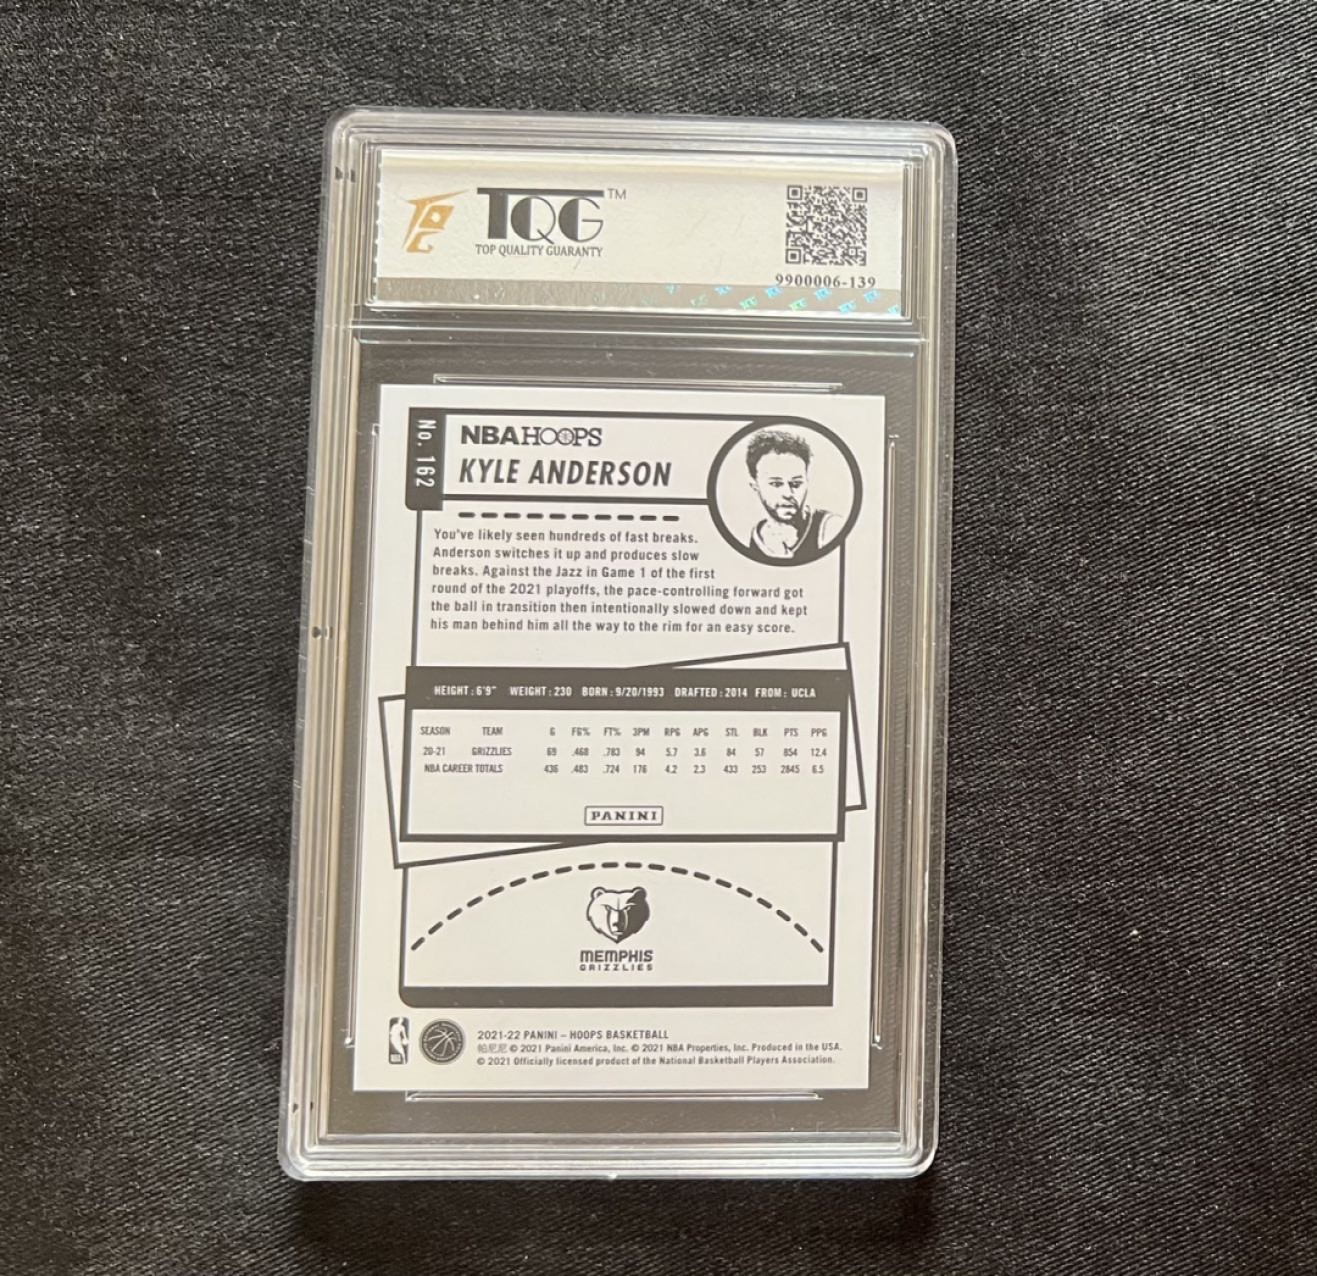 TQG™
TOP QUALITY GUARANTY
9900006-139
No. 162
NBA HOOPS
KYLE ANDERSON
You've likely seen hundreds of fast breaks.
Anderson switches it up and produces slow
breaks. Against the Jazz in Game 1 of the first
round of the 2021 playoffs, the pace-controlling forward got
the ball in transition then intentionally slowed down and kept
his man behind him all the way to the rim for an easy score.
HEIGHT: 6'9" WEIGHT: 230 BORN: 9/20/1993 DRAFTED: 2014 FROM: UCLA
SEASON TEAM G FG% FT% 3PM RPG APG STL BLK PTS PPG
20-21 GRIZZLIES 69 .468 .783 94 5.7 3.6 84 57 854 12.4
NBA CAREER TOTALS 436 .483 .724 176 4.2 2.3 433 253 2845 6.5
PANINI
MEMPHIS
GRIZZLIES
2021-22 PANINI – HOOPS BASKETBALL
帕尼尼 © 2021 Panini America, Inc. © 2021 NBA Properties, Inc. Produced in the USA.
© 2021 Officially licensed product of the National Basketball Players Association.